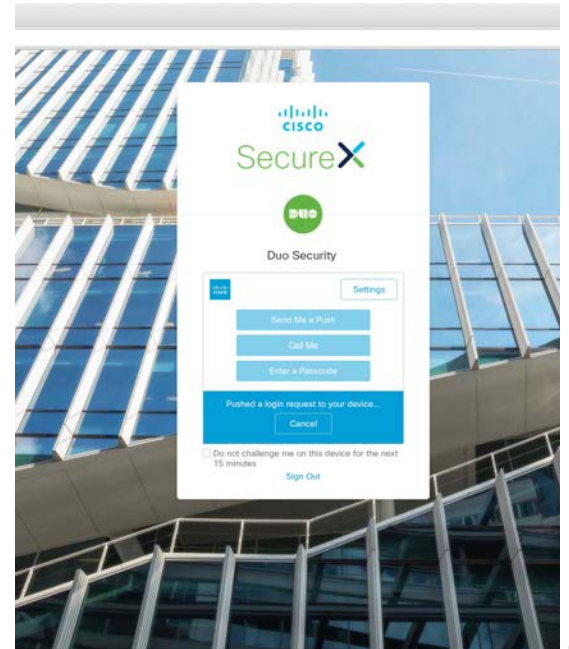 CISCO
SecureX
DUO
Duo Security
CISCO
Settings
Send Me a Push
Call Me
Enter a Passcode
Pushed a login request to your device...
Cancel
Do not challenge me on this device for the next
15 minutes
Sign Out